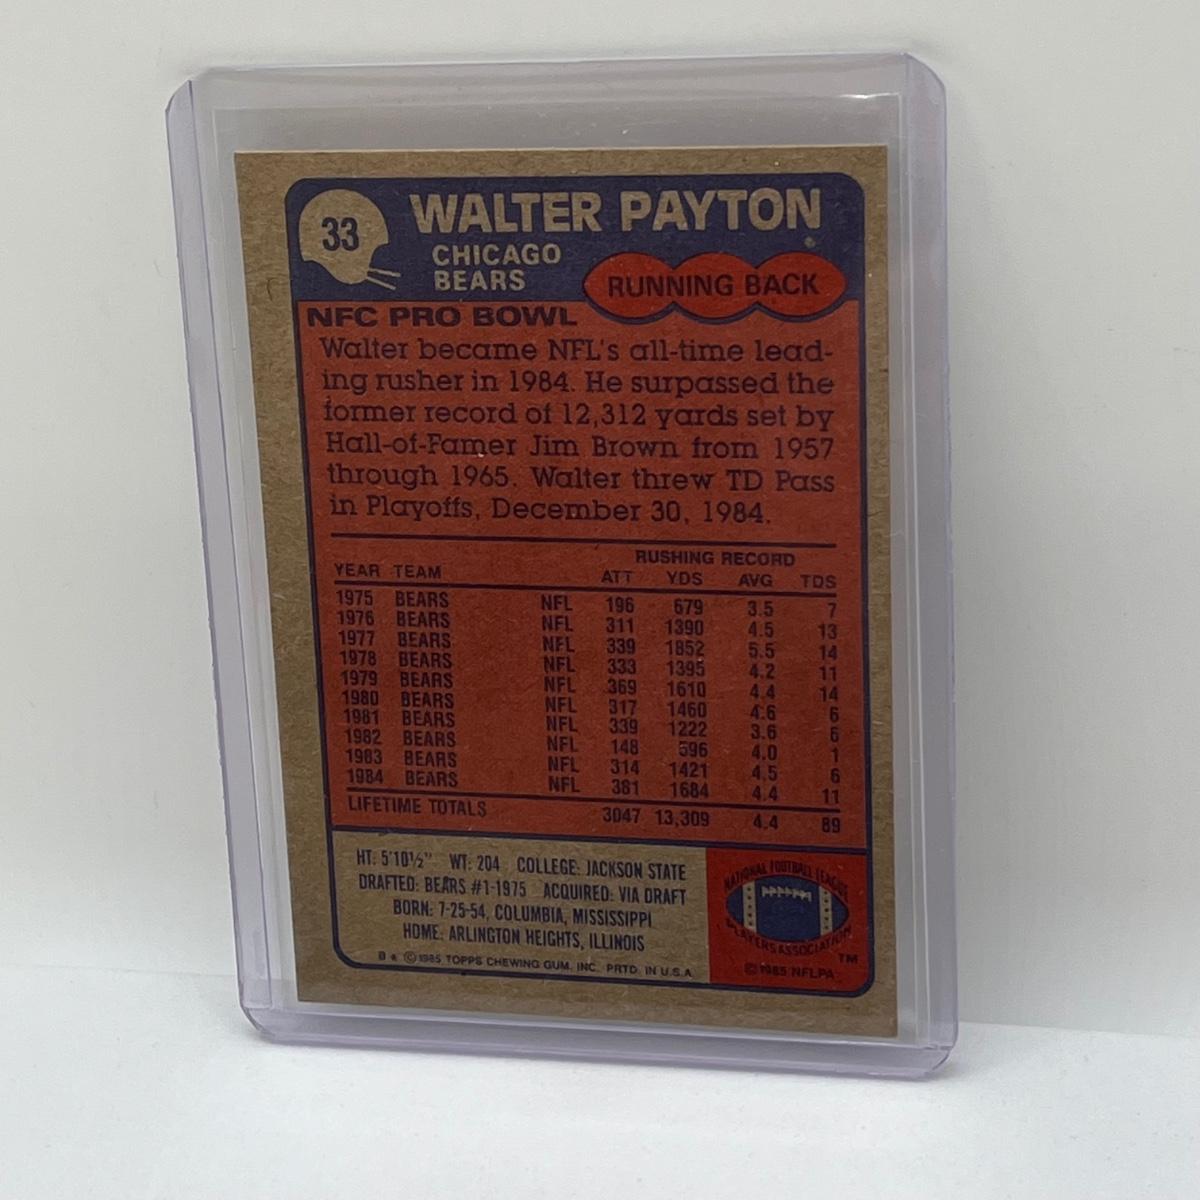 33
WALTER PAYTON
CHICAGO
BEARS
RUNNING BACK
NFC PRO BOWL
Walter became NFL's all-time lead-
ing rusher in 1984. He surpassed the
former record of 12,312 yards set by
Hall-of-Famer Jim Brown from 1957
through 1965. Walter threw TD Pass
in Playoffs, December 30, 1984.
RUSHING RECORD
YEAR TEAM ATT YDS AVG TDS
1975 BEARS NFL 196 679 3.5 7
1976 BEARS NFL 311 1390 4.5 13
1977 BEARS NFL 339 1852 5.5 14
1978 BEARS NFL 333 1395 4.2 11
1979 BEARS NFL 369 1610 4.4 14
1980 BEARS NFL 317 1460 4.6 6
1981 BEARS NFL 339 1222 3.6 6
1982 BEARS NFL 148 596 4.0 1
1983 BEARS NFL 314 1421 4.5 6
1984 BEARS NFL 381 1684 4.4 11
LIFETIME TOTALS 3047 13,309 4.4 89
HT: 5'10½" WT: 204 COLLEGE: JACKSON STATE
DRAFTED: BEARS #1-1975 ACQUIRED: VIA DRAFT
BORN: 7-25-54, COLUMBIA, MISSISSIPPI
HOME: ARLINGTON HEIGHTS, ILLINOIS
B * © 1985 TOPPS CHEWING GUM, INC. PRTD. IN U.S.A.
NATIONAL FOOTBALL LEAGUE
PLAYERS ASSOCIATION
TM
© 1985 NFLPA